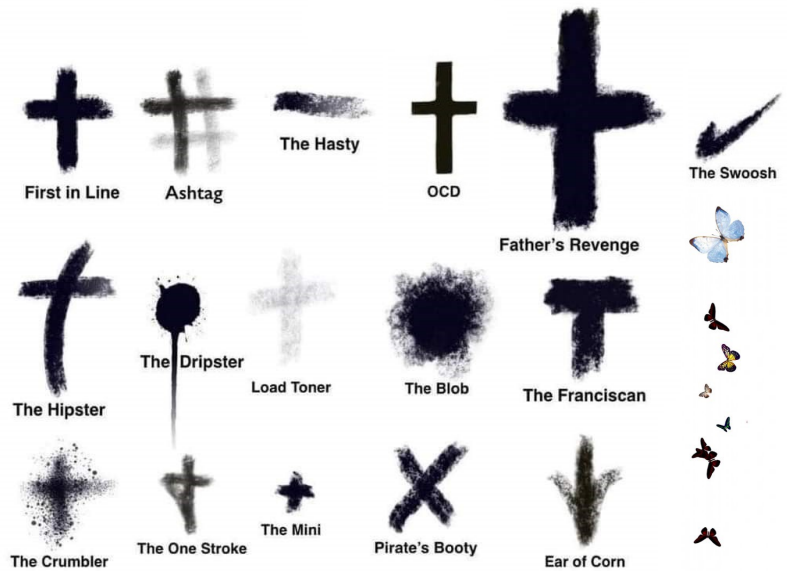 First in Line
Ashtag
The Hasty
OCD
Father's Revenge
The Swoosh
The Hipster
The Dripster
Load Toner
The Blob
The Franciscan
The Crumbler
The One Stroke
The Mini
Pirate's Booty
Ear of Corn